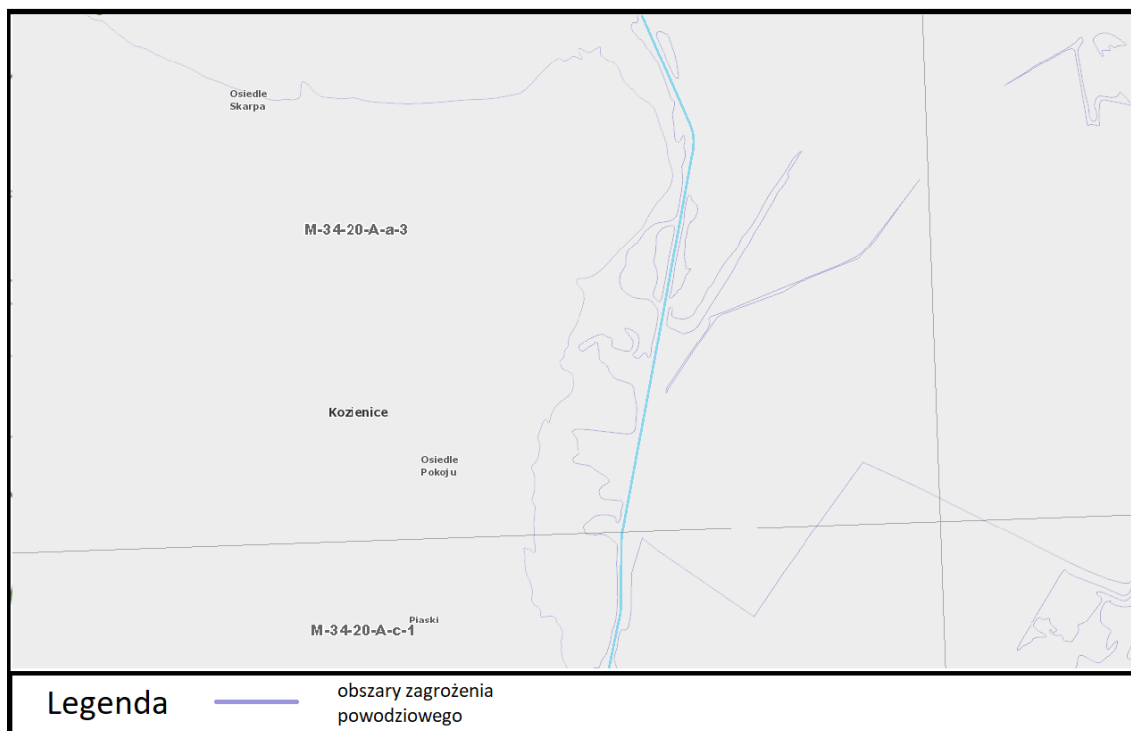 Osiedle
Skarpa
M-34-20-A-a-3
Kozienice
Osiedle
Pokoju
Piaski
M-34-20-A-c-1
Legenda
obszary zagrożenia
powodziowego